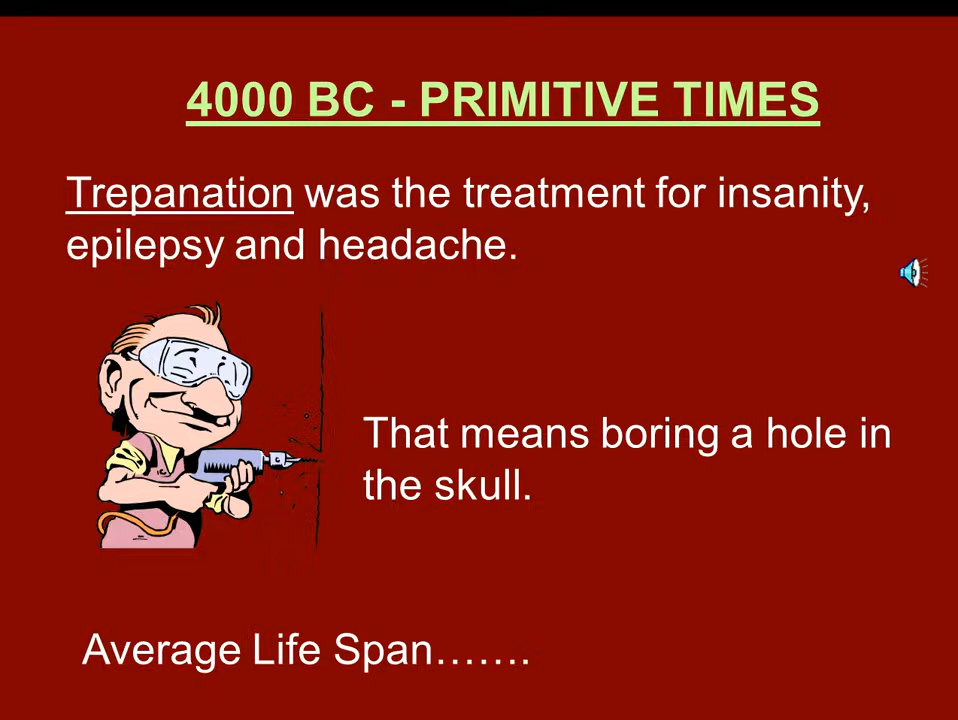 4000 BC - PRIMITIVE TIMES
Trepanation was the treatment for insanity,
epilepsy and headache.
That means boring a hole in
the skull.
Average Life Span…….